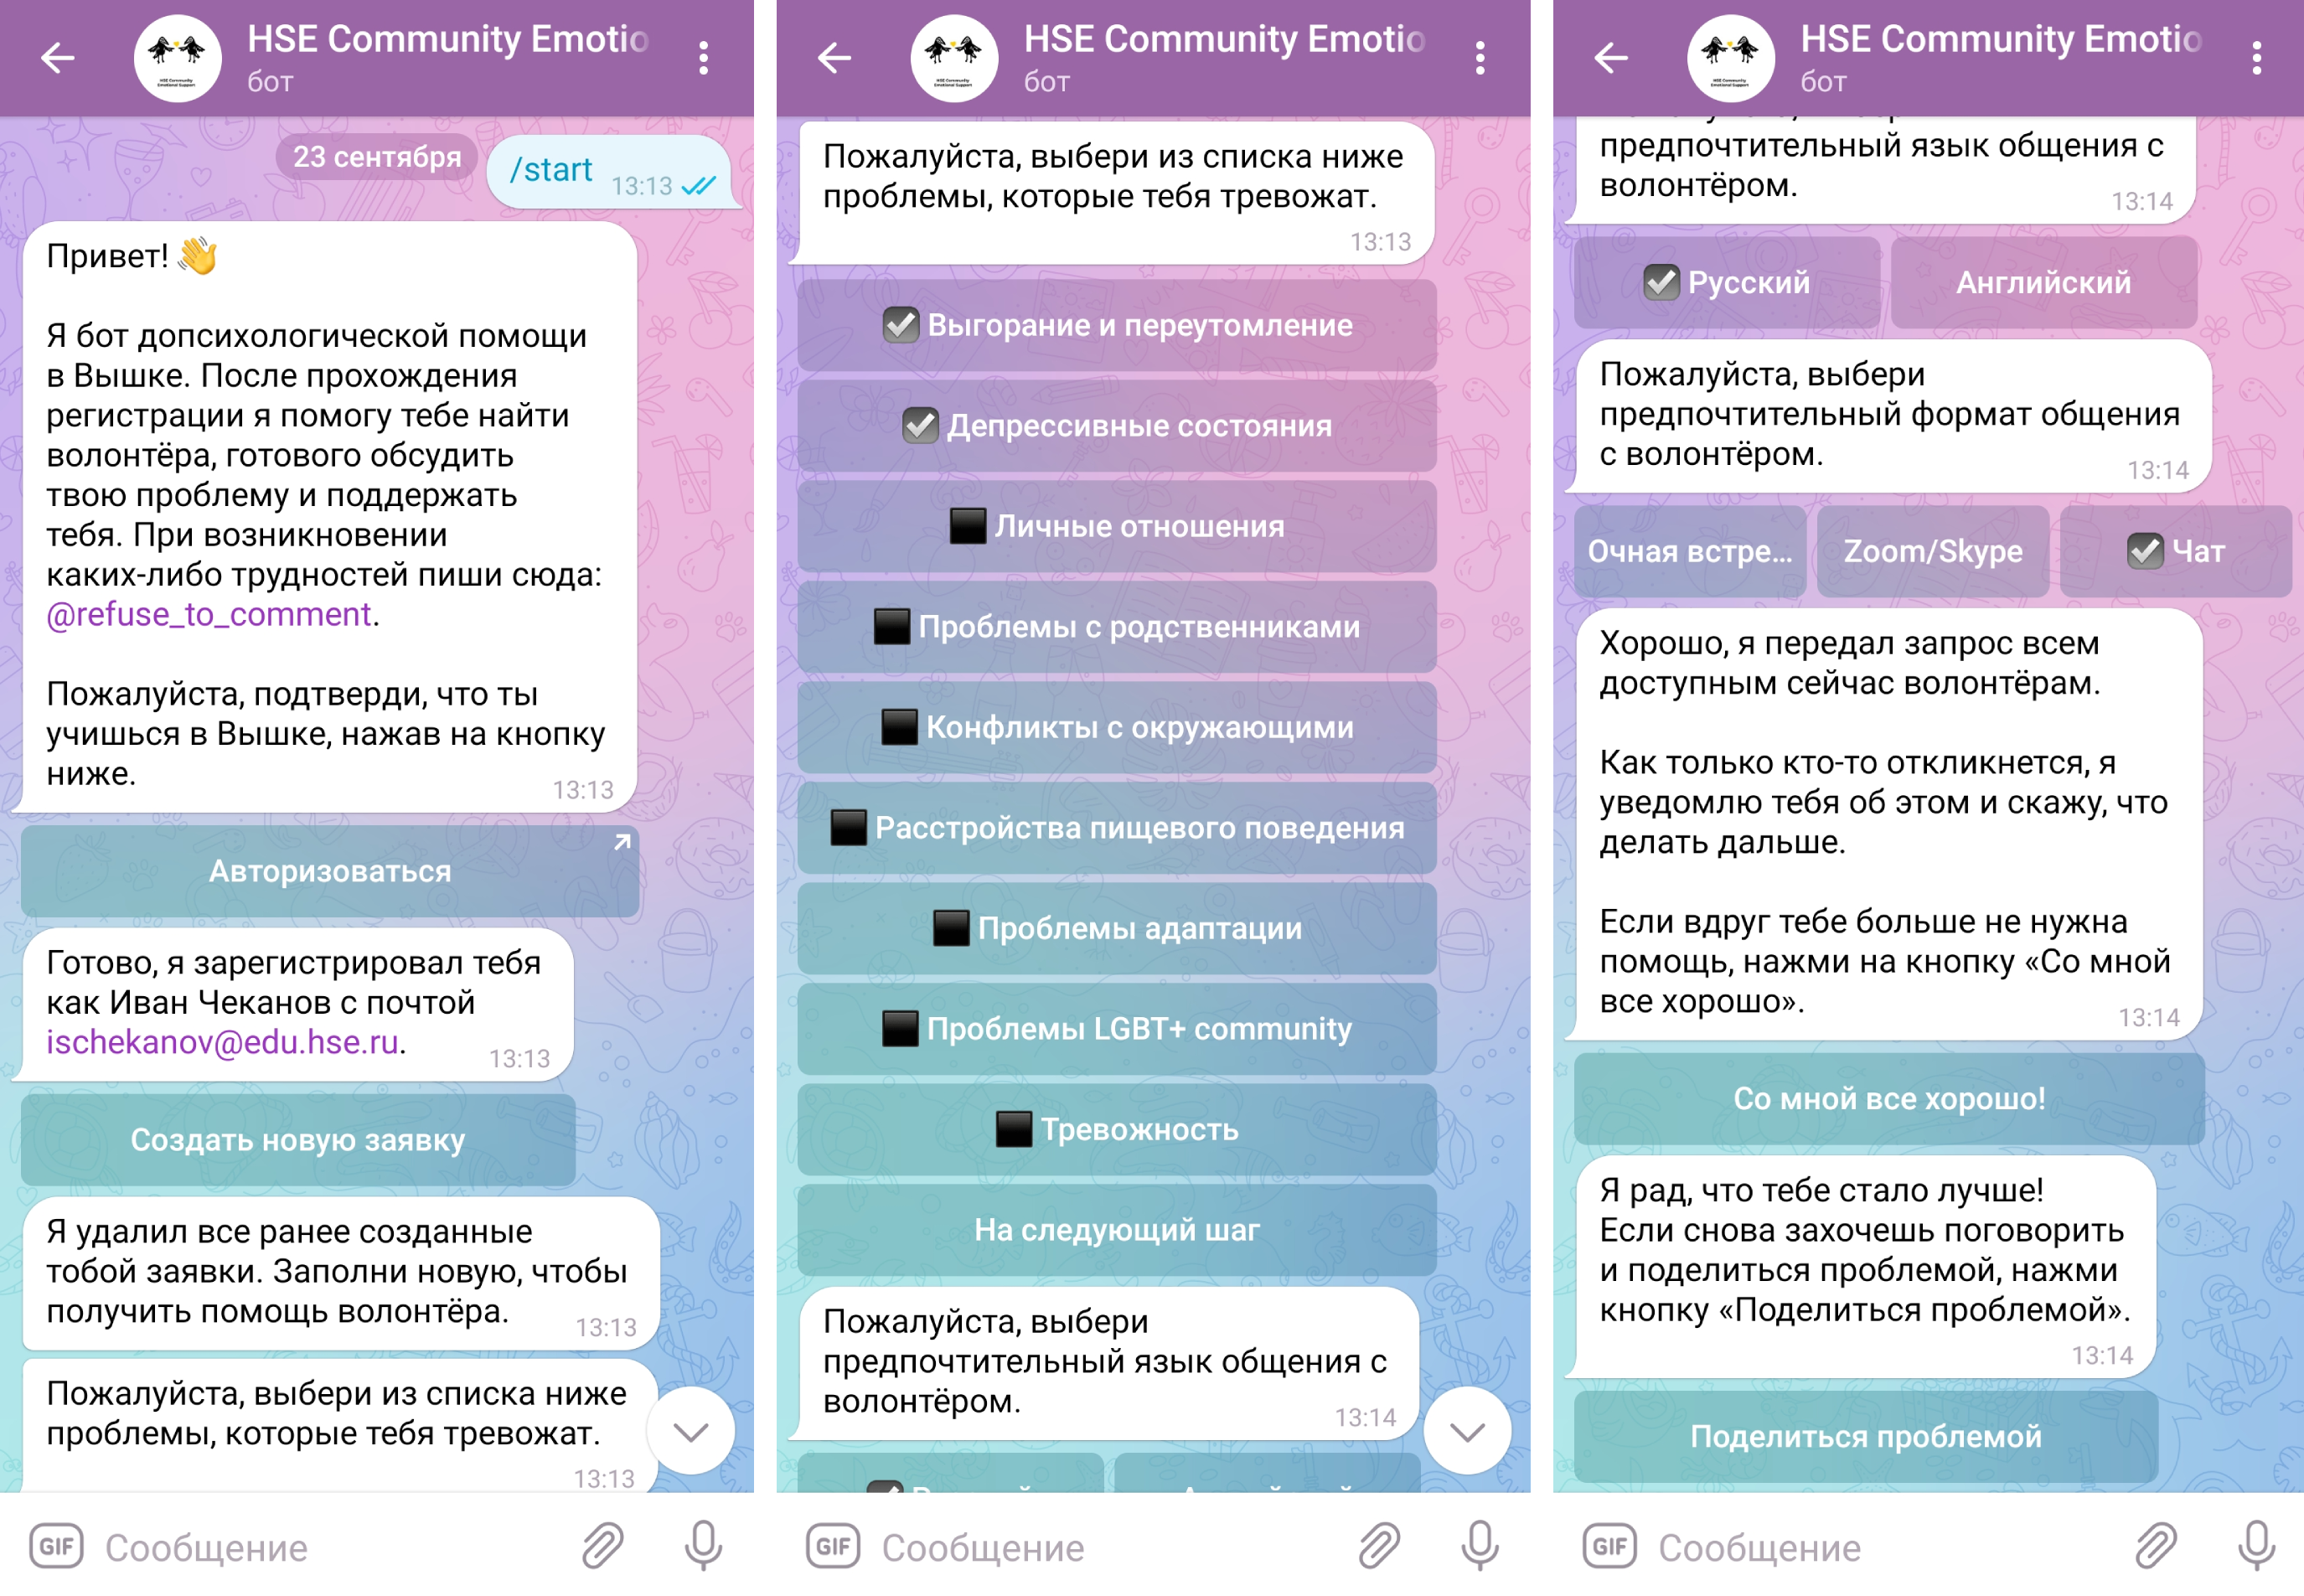 HSE Community Emotio
бот
23 сентября
/start 13:13
Привет! 👋
Я бот допсихологической помощи
в Вышке. После прохождения
регистрации я помогу тебе найти
волонтёра, готового обсудить
твою проблему и поддержать
тебя. При возникновении
каких-либо трудностей пиши сюда:
@refuse_to_comment.
Пожалуйста, подтверди, что ты
учишься в Вышке, нажав на кнопку
ниже. 13:13
Авторизоваться
Готово, я зарегистрировал тебя
как Иван Чеканов с почтой
ischekanov@edu.hse.ru. 13:13
Создать новую заявку
Я удалил все ранее созданные
тобой заявки. Заполни новую, чтобы
получить помощь волонтёра. 13:13
Пожалуйста, выбери из списка ниже
проблемы, которые тебя тревожат.
13:13
GIF Сообщение
HSE Community Emotio
бот
Пожалуйста, выбери из списка ниже
проблемы, которые тебя тревожат.
13:13
Выгорание и переутомление
Депрессивные состояния
Личные отношения
Проблемы с родственниками
Конфликты с окружающими
Расстройства пищевого поведения
Проблемы адаптации
Проблемы LGBT+ community
Тревожность
На следующий шаг
Пожалуйста, выбери
предпочтительный язык общения с
волонтёром. 13:14
GIF Сообщение
HSE Community Emotio
бот
предпочтительный язык общения с
волонтёром. 13:14
Русский Английский
Пожалуйста, выбери
предпочтительный формат общения
с волонтёром. 13:14
Очная встре... Zoom/Skype Чат
Хорошо, я передал запрос всем
доступным сейчас волонтёрам.
Как только кто-то откликнется, я
уведомлю тебя об этом и скажу, что
делать дальше.
Если вдруг тебе больше не нужна
помощь, нажми на кнопку «Со мной
все хорошо». 13:14
Со мной все хорошо!
Я рад, что тебе стало лучше!
Если снова захочешь поговорить
и поделиться проблемой, нажми
кнопку «Поделиться проблемой».
13:14
Поделиться проблемой
GIF Сообщение